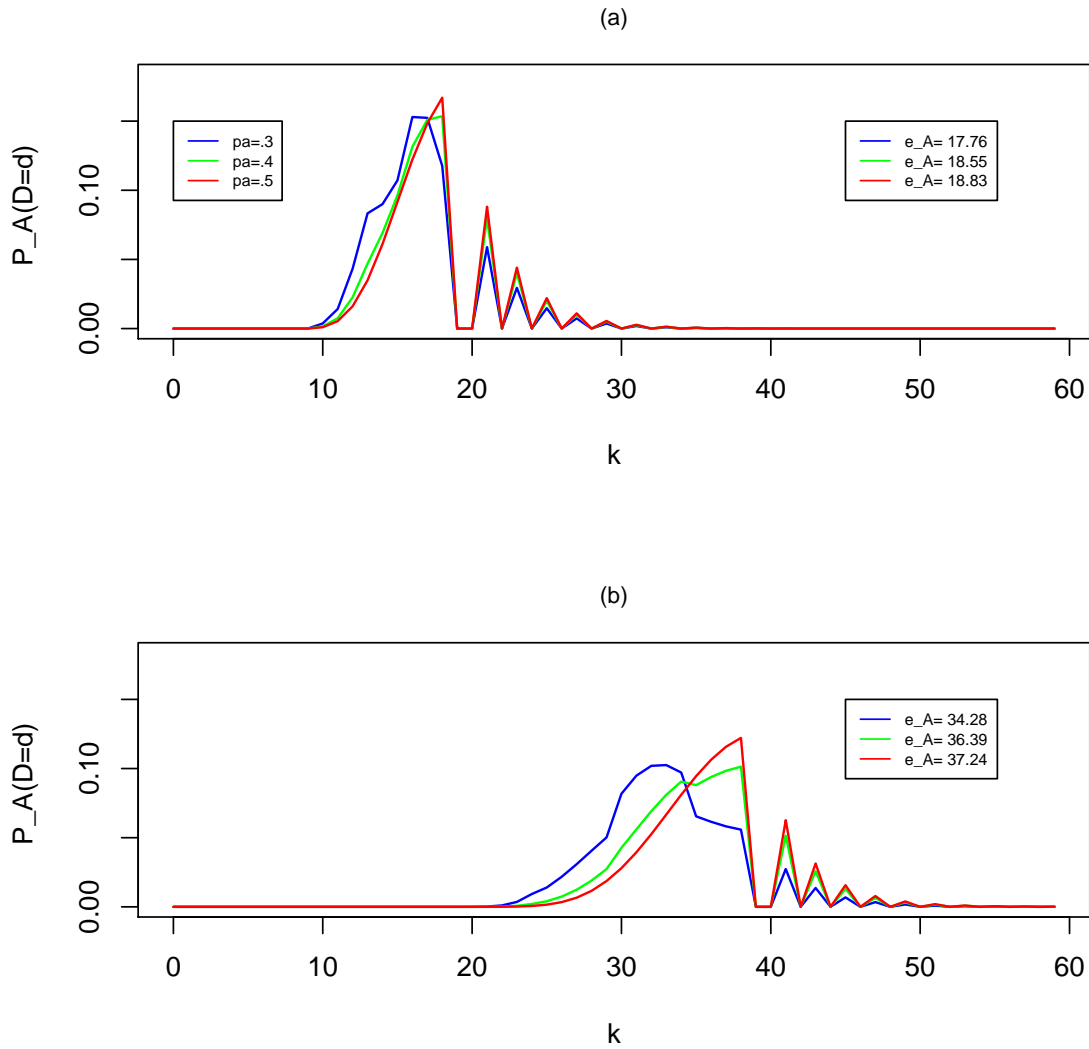 (a)
P_A(D=d)
0.00
0.10
pa=.3
pa=.4
pa=.5
e_A= 17.76
e_A= 18.55
e_A= 18.83
0 10 20 30 40 50 60
k
(b)
P_A(D=d)
0.00
0.10
e_A= 34.28
e_A= 36.39
e_A= 37.24
0 10 20 30 40 50 60
k